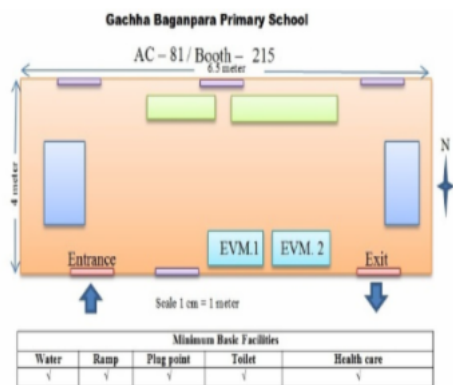 Gachha Baganpara Primary School
AC – 81/ Booth – 215
6.5 meter
4 meter
N
EVM.1 EVM. 2
Entrance Exit
Scale 1 cm = 1 meter
Minimum Basic Facilities
Water Ramp Plug point Toilet Health care
√ √ √ √ √